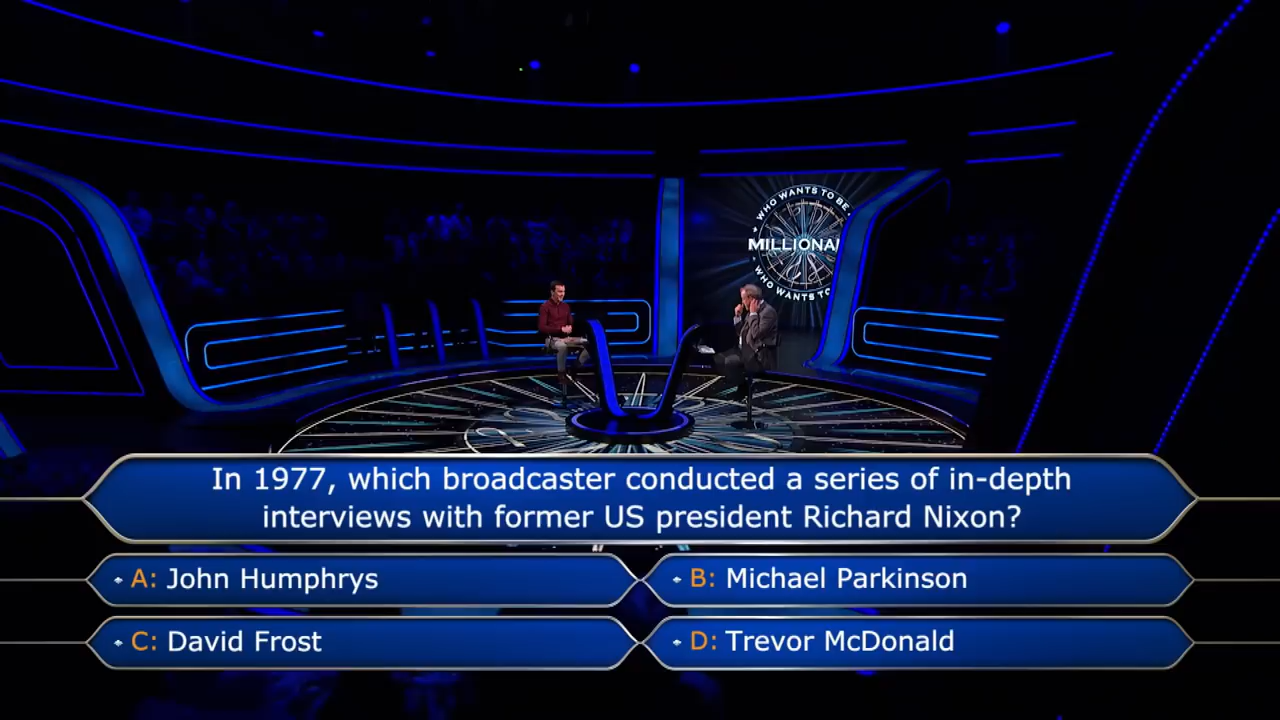 WHO WANTS TO BE
MILLIONAI
WHO WANTS TO
In 1977, which broadcaster conducted a series of in-depth
interviews with former US president Richard Nixon?
A: John Humphrys
B: Michael Parkinson
C: David Frost
D: Trevor McDonald